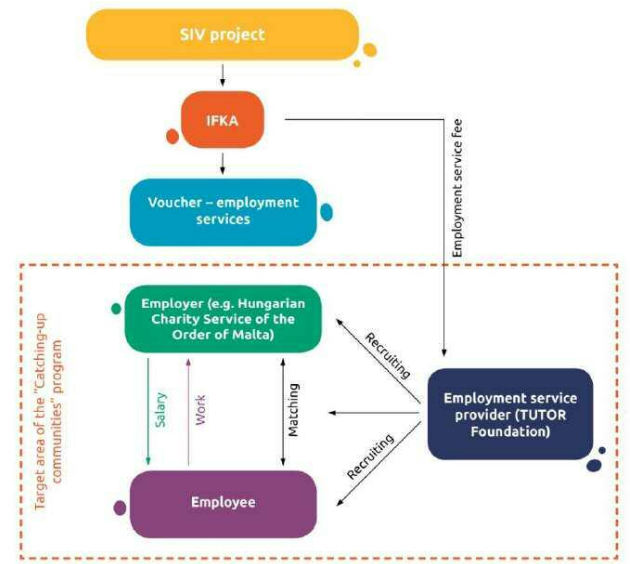 SIV project
IFKA
Voucher – employment
services
Employment service fee
Target area of the "Catching-up
communities" program
Employer (e.g. Hungarian
Charity Service of the
Order of Malta)
Salary
Work
Matching
Recruiting
Recruiting
Employment service
provider (TUTOR
Foundation)
Employee